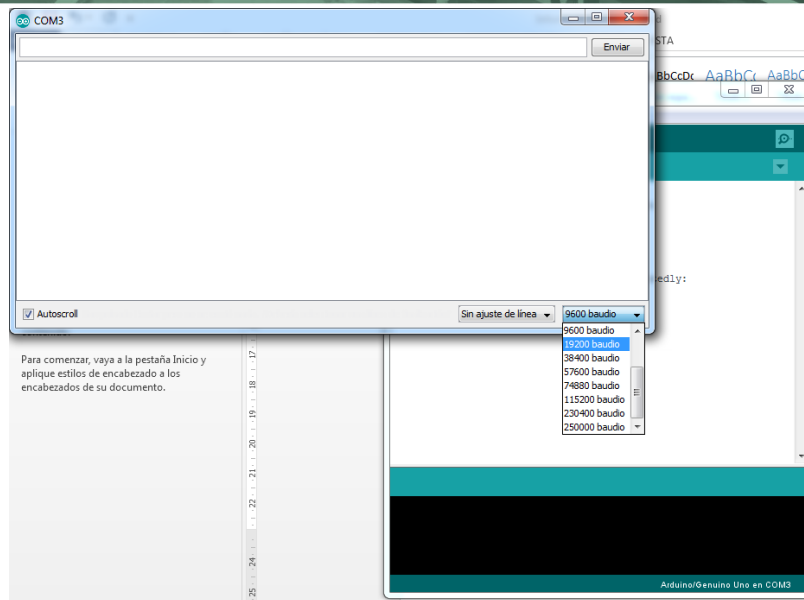 COM3
Enviar
STA
BbCcDc AaBbCc AaBbC
edly:
Autoscroll
Sin ajuste de línea
9600 baudio
9600 baudio
19200 baudio
38400 baudio
57600 baudio
74880 baudio
115200 baudio
230400 baudio
250000 baudio
Para comenzar, vaya a la pestaña Inicio y
aplique estilos de encabezado a los
encabezados de su documento.
17
18
19
20
21
22
24
25
Arduino/Genuino Uno en COM3